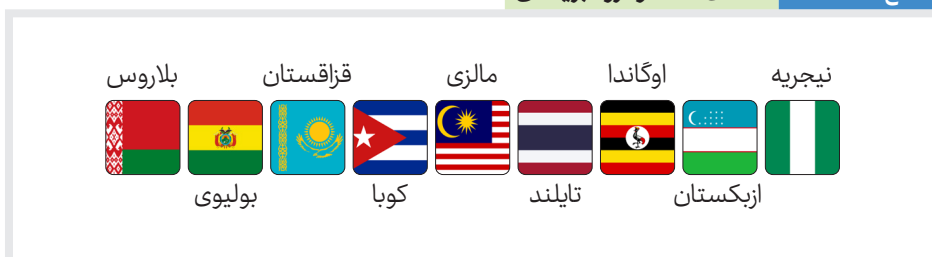 نیجریه اوگاندا مالزی قزاقستان بلاروس
ازبکستان تایلند کوبا بولیوی